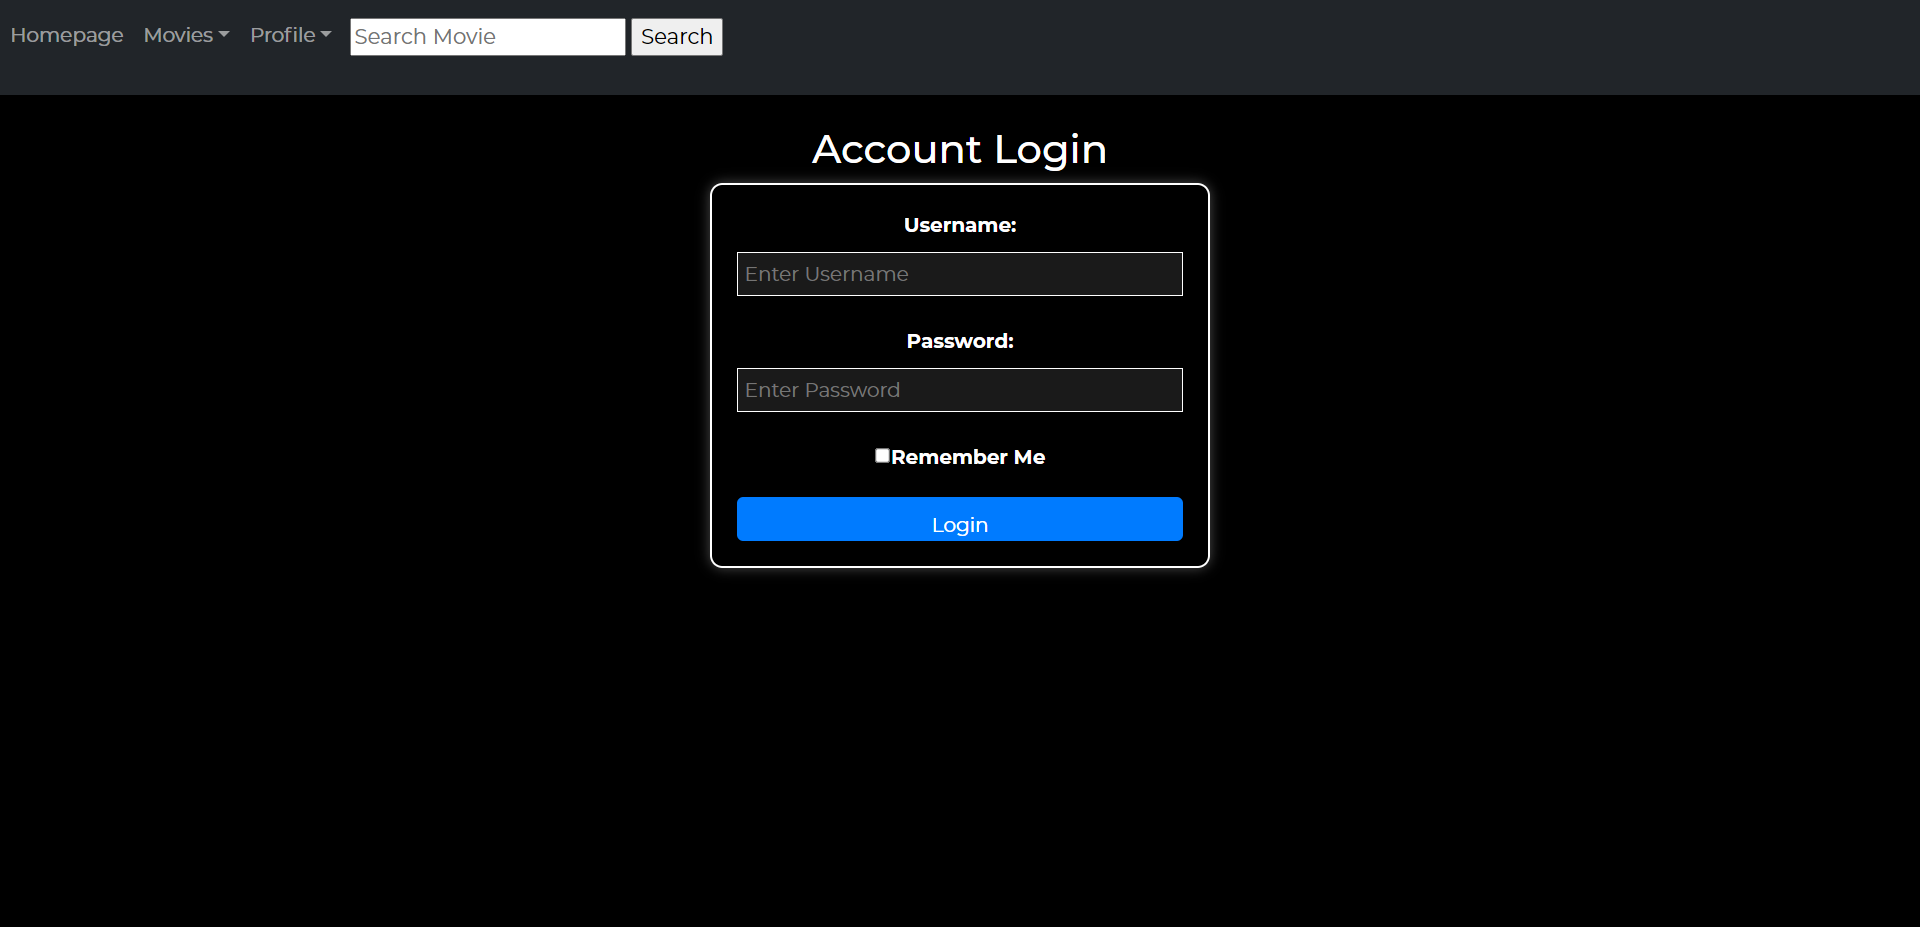 Homepage Movies Profile Search Movie Search
Account Login
Username:
Enter Username
Password:
Enter Password
Remember Me
Login